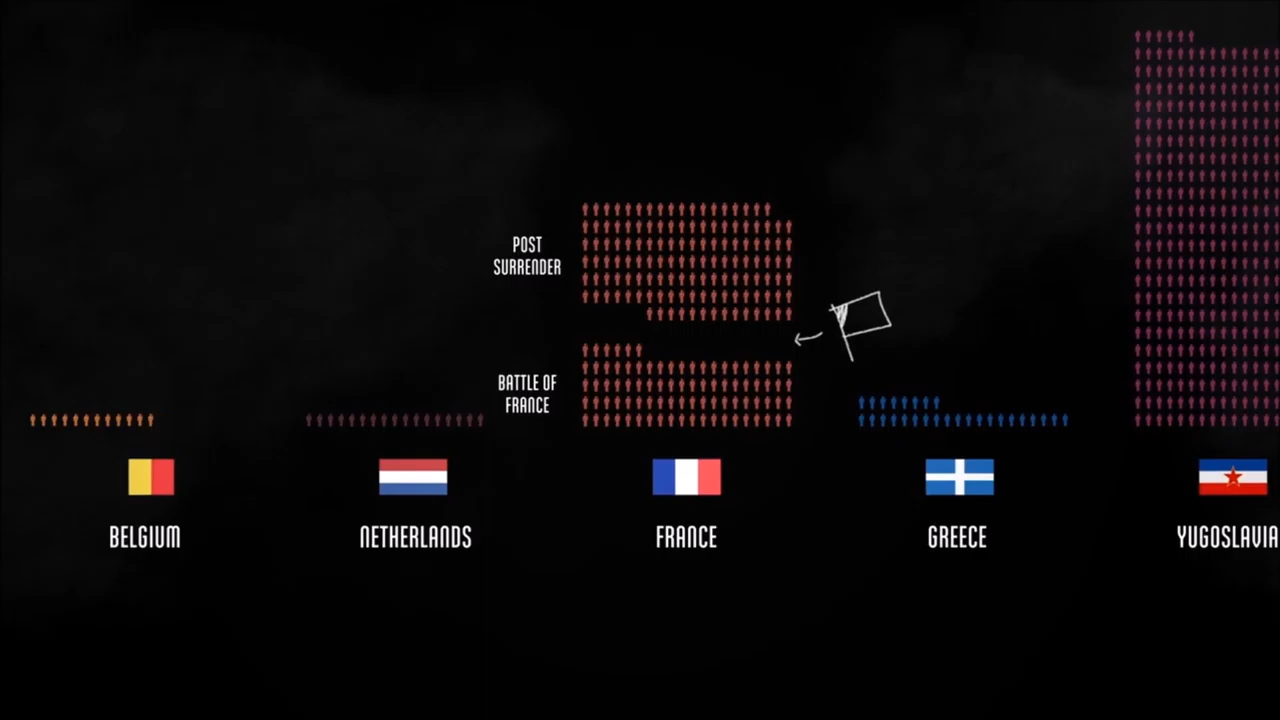 POST
SURRENDER
BATTLE OF
FRANCE
BELGIUM
NETHERLANDS
FRANCE
GREECE
YUGOSLAVIA